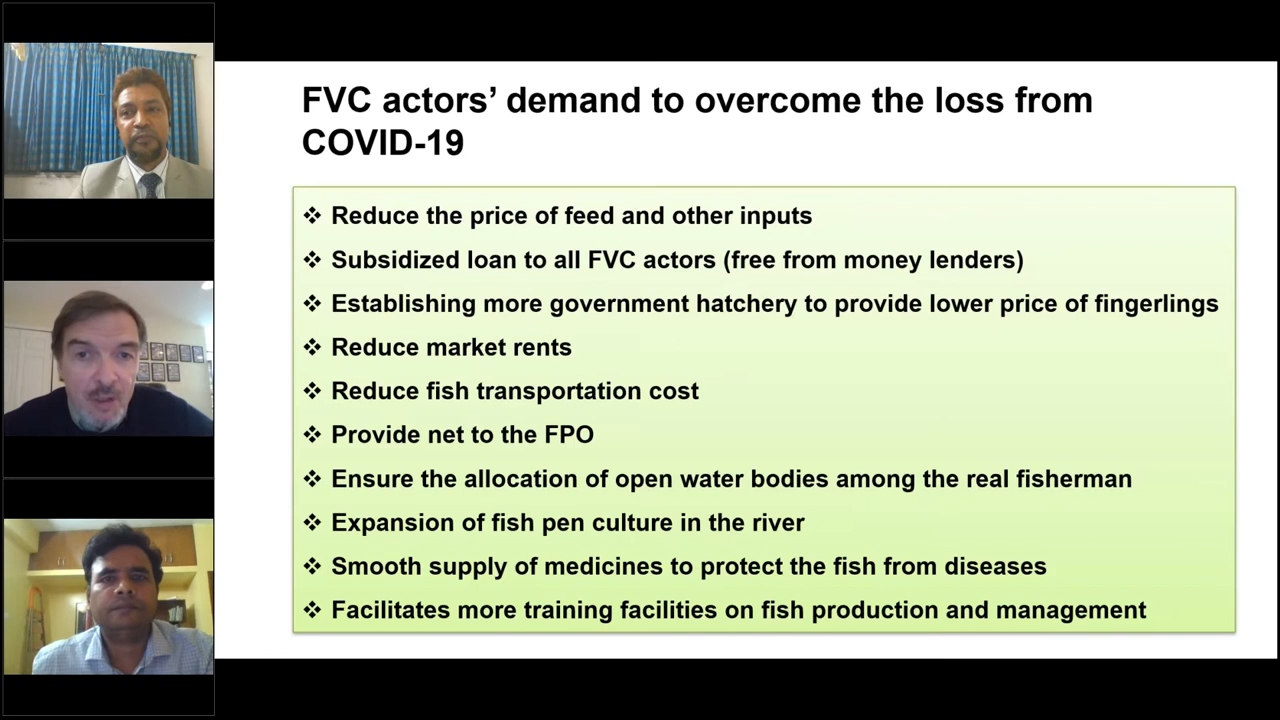 FVC actors’ demand to overcome the loss from
COVID-19
❖ Reduce the price of feed and other inputs
❖ Subsidized loan to all FVC actors (free from money lenders)
❖ Establishing more government hatchery to provide lower price of fingerlings
❖ Reduce market rents
❖ Reduce fish transportation cost
❖ Provide net to the FPO
❖ Ensure the allocation of open water bodies among the real fisherman
❖ Expansion of fish pen culture in the river
❖ Smooth supply of medicines to protect the fish from diseases
❖ Facilitates more training facilities on fish production and management